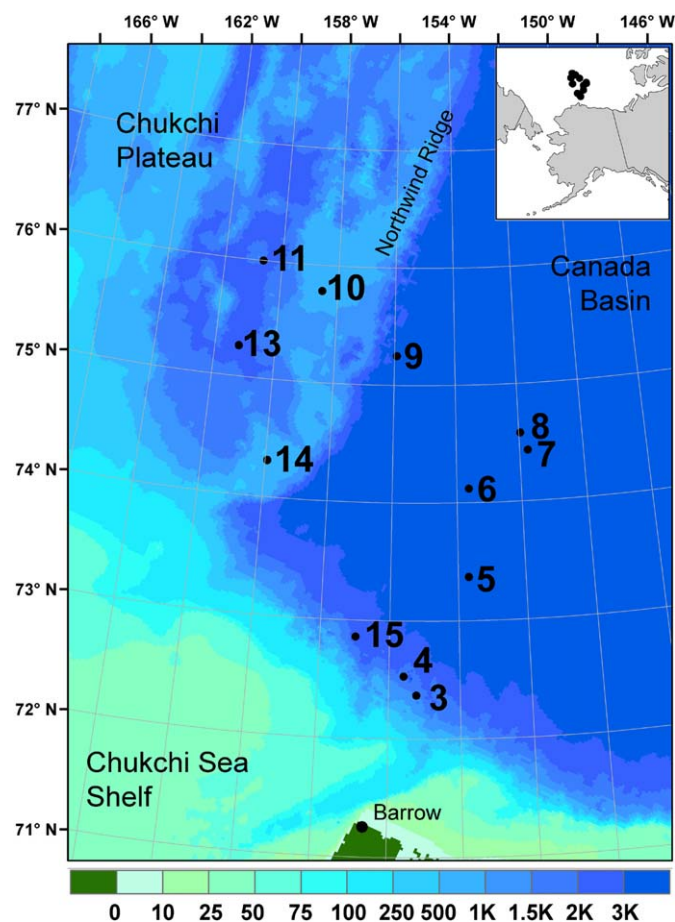 166°W 162°W 158°W 154°W 150°W 146°W
77°N
Chukchi
Plateau
Northwind Ridge
76°N
11
10
Canada
Basin
75°N
13
9
8
7
14
74°N
6
5
73°N
15
4
3
72°N
Chukchi Sea
Shelf
Barrow
71°N
0 10 25 50 75 100 250 500 1K 1.5K 2K 3K